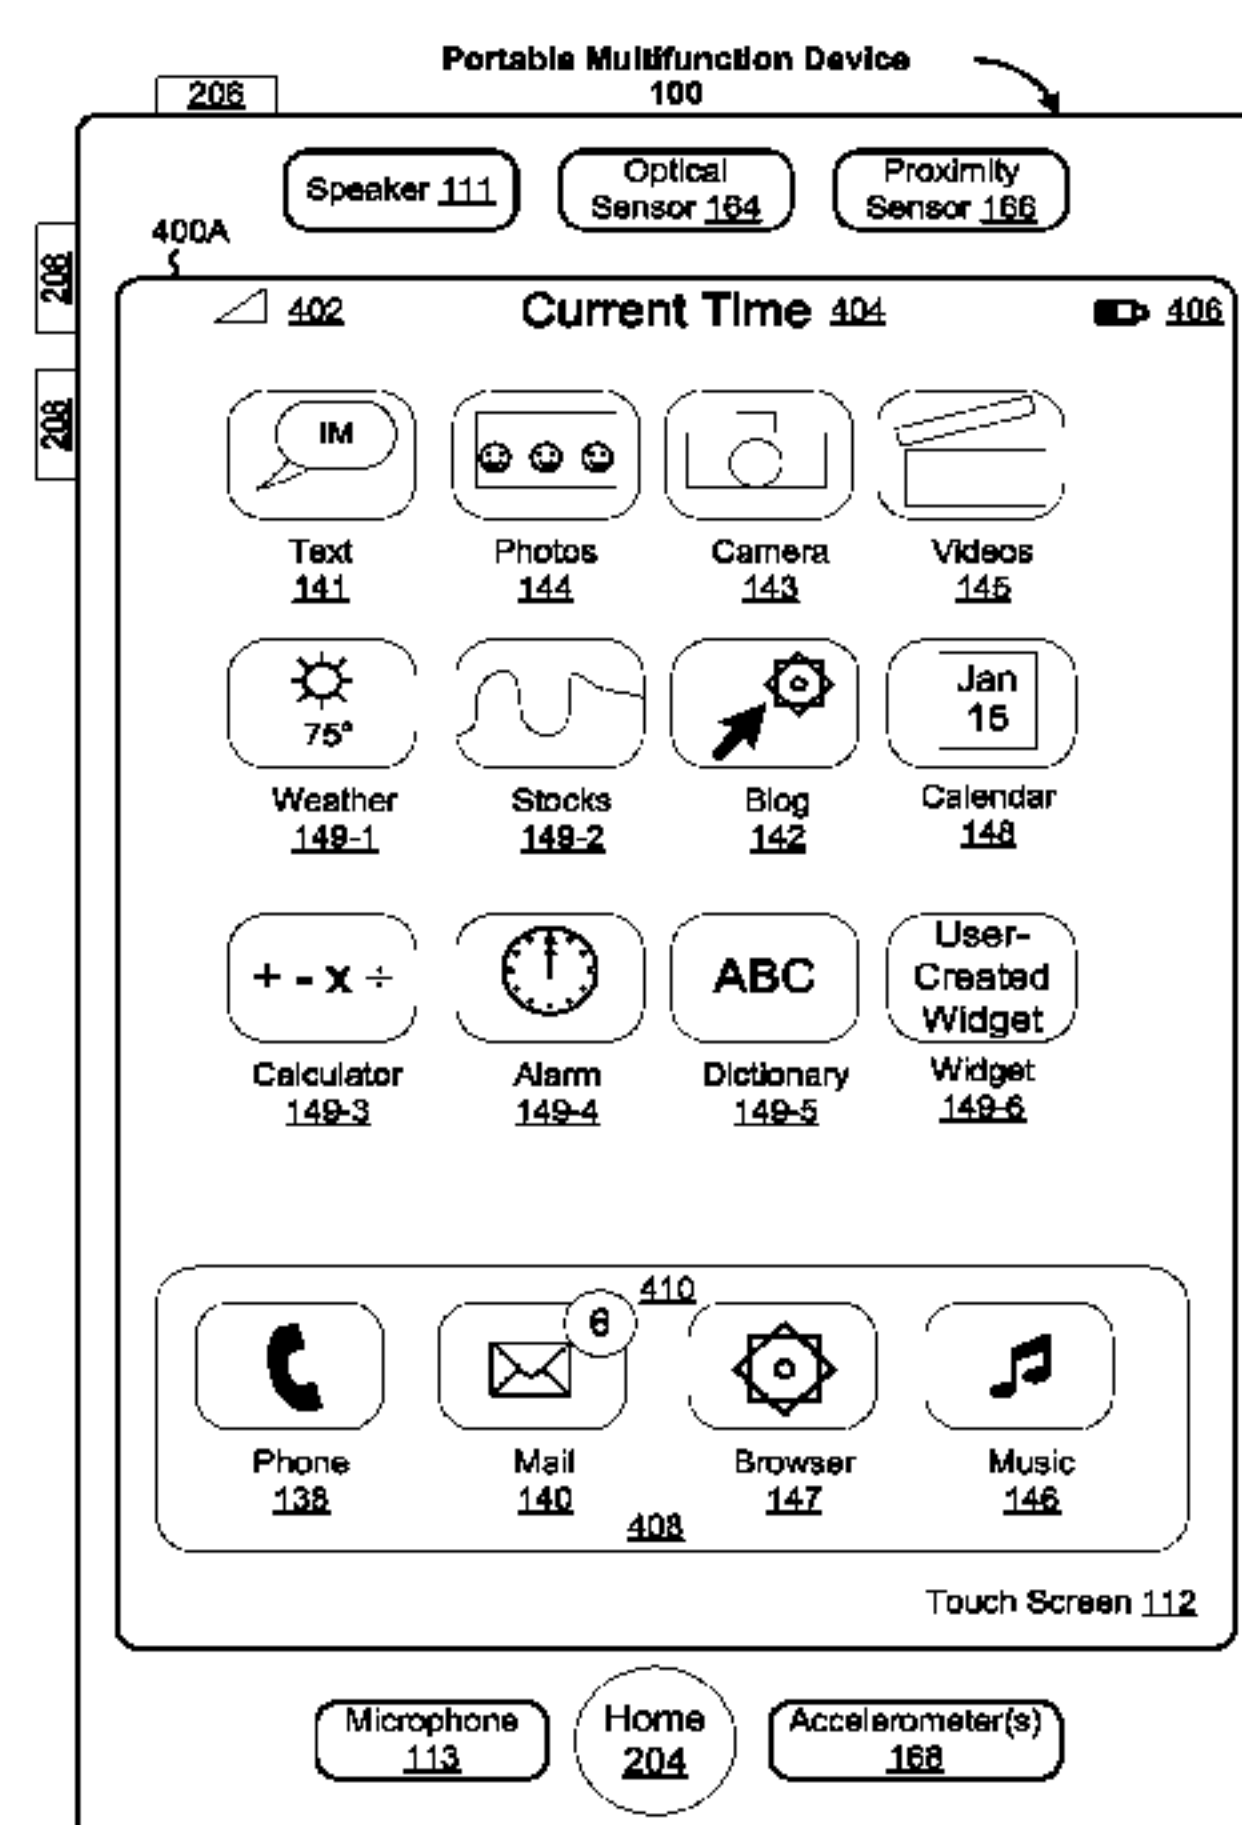 Portable Multifunction Device
100
206
Speaker 111
Optical
Sensor 164
Proximity
Sensor 166
400A
208
208
402
Current Time 404
406
IM
Text
141
Photos
144
Camera
143
Videos
145
75°
Weather
149-1
Stocks
149-2
Blog
142
Jan
15
Calendar
148
+ - x ÷
Calculator
149-3
Alarm
149-4
ABC
Dictionary
149-5
User-
Created
Widget
Widget
149-6
410
6
Phone
138
Mail
140
Browser
147
Music
146
408
Touch Screen 112
Microphone
113
Home
204
Accelerometer(s)
168